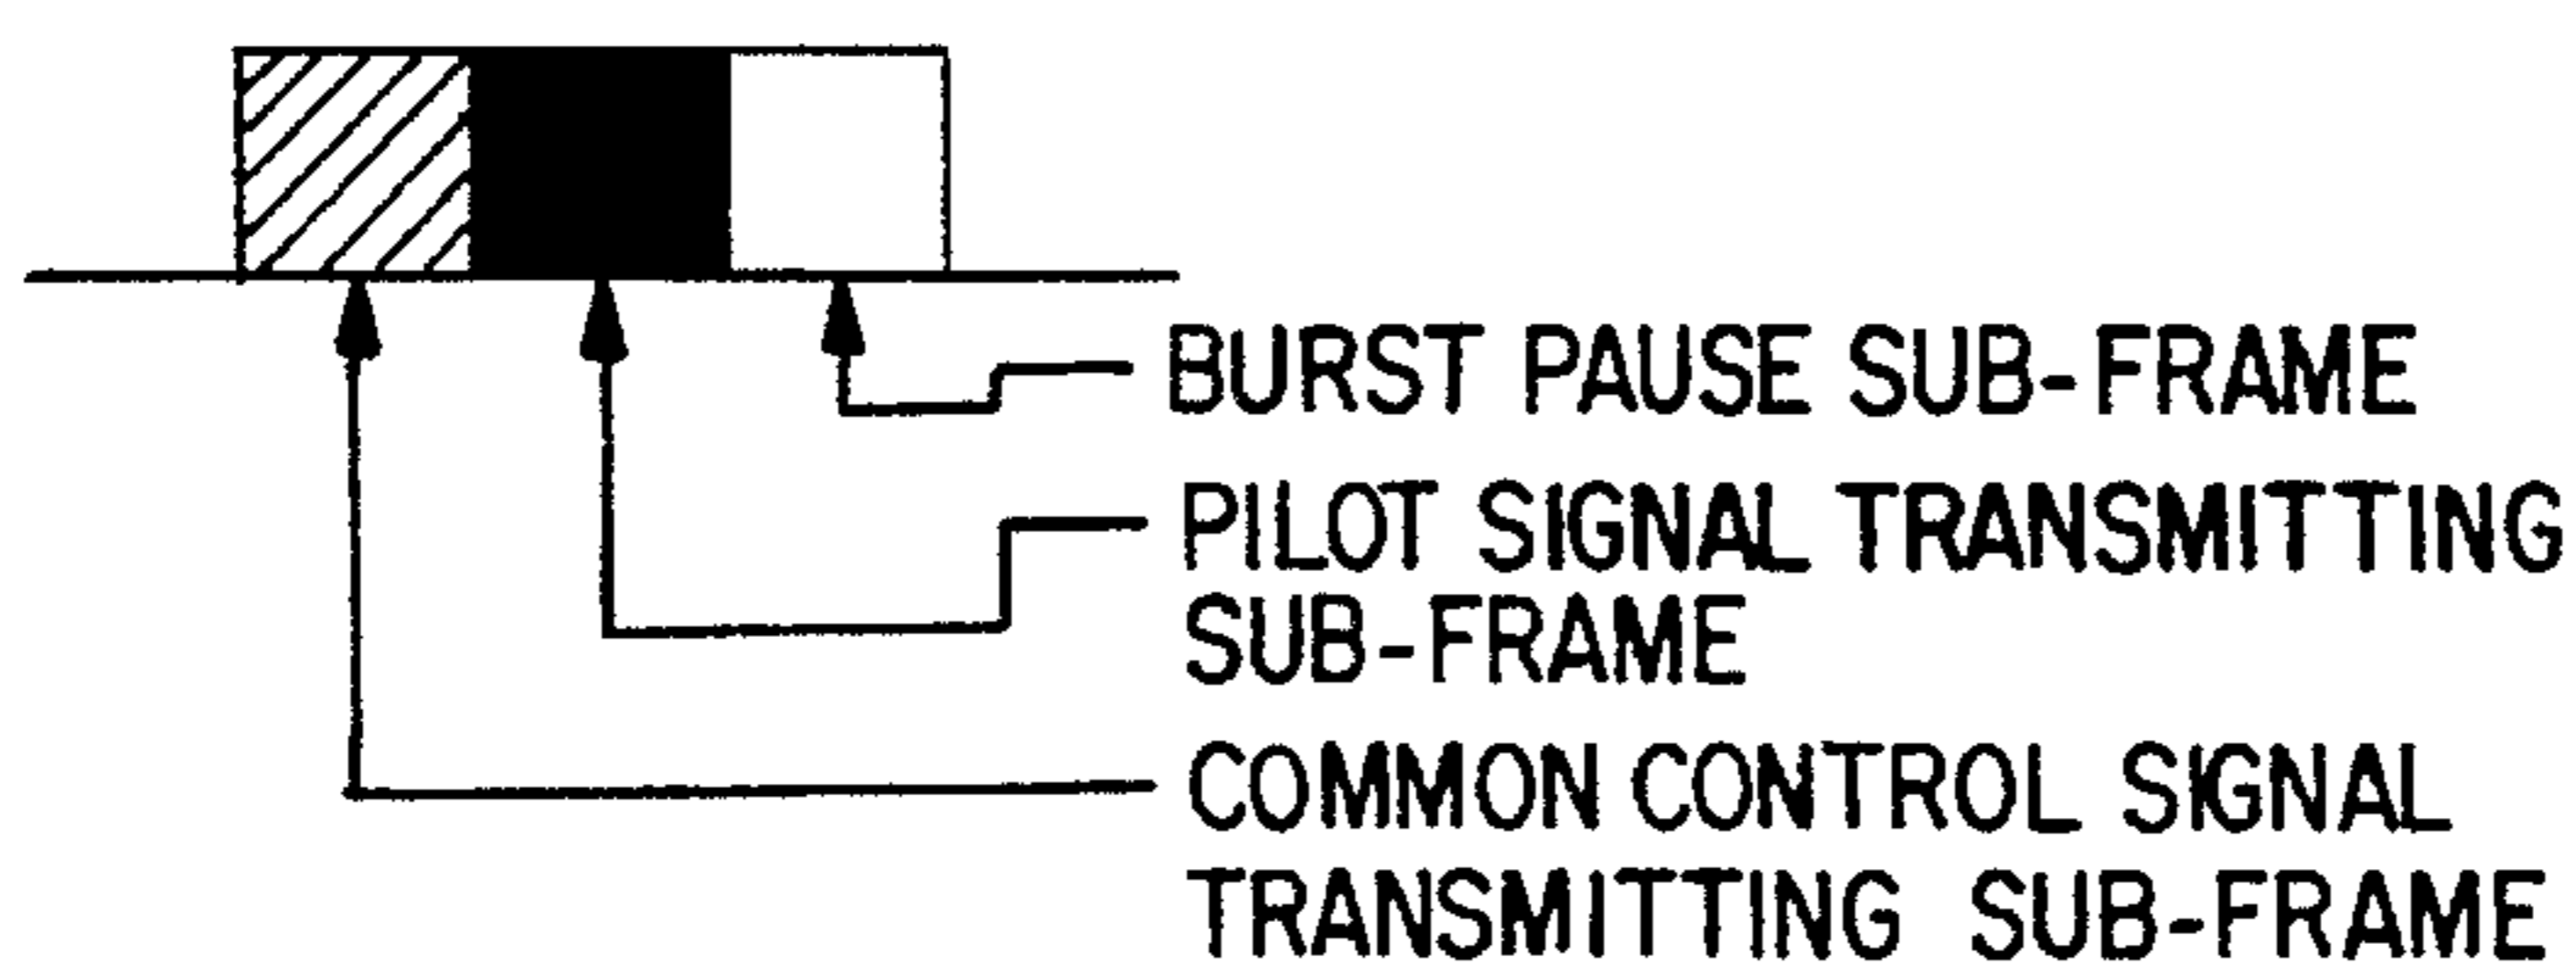 BURST PAUSE SUB-FRAME
PILOT SIGNAL TRANSMITTING
SUB-FRAME
COMMON CONTROL SIGNAL
TRANSMITTING SUB-FRAME